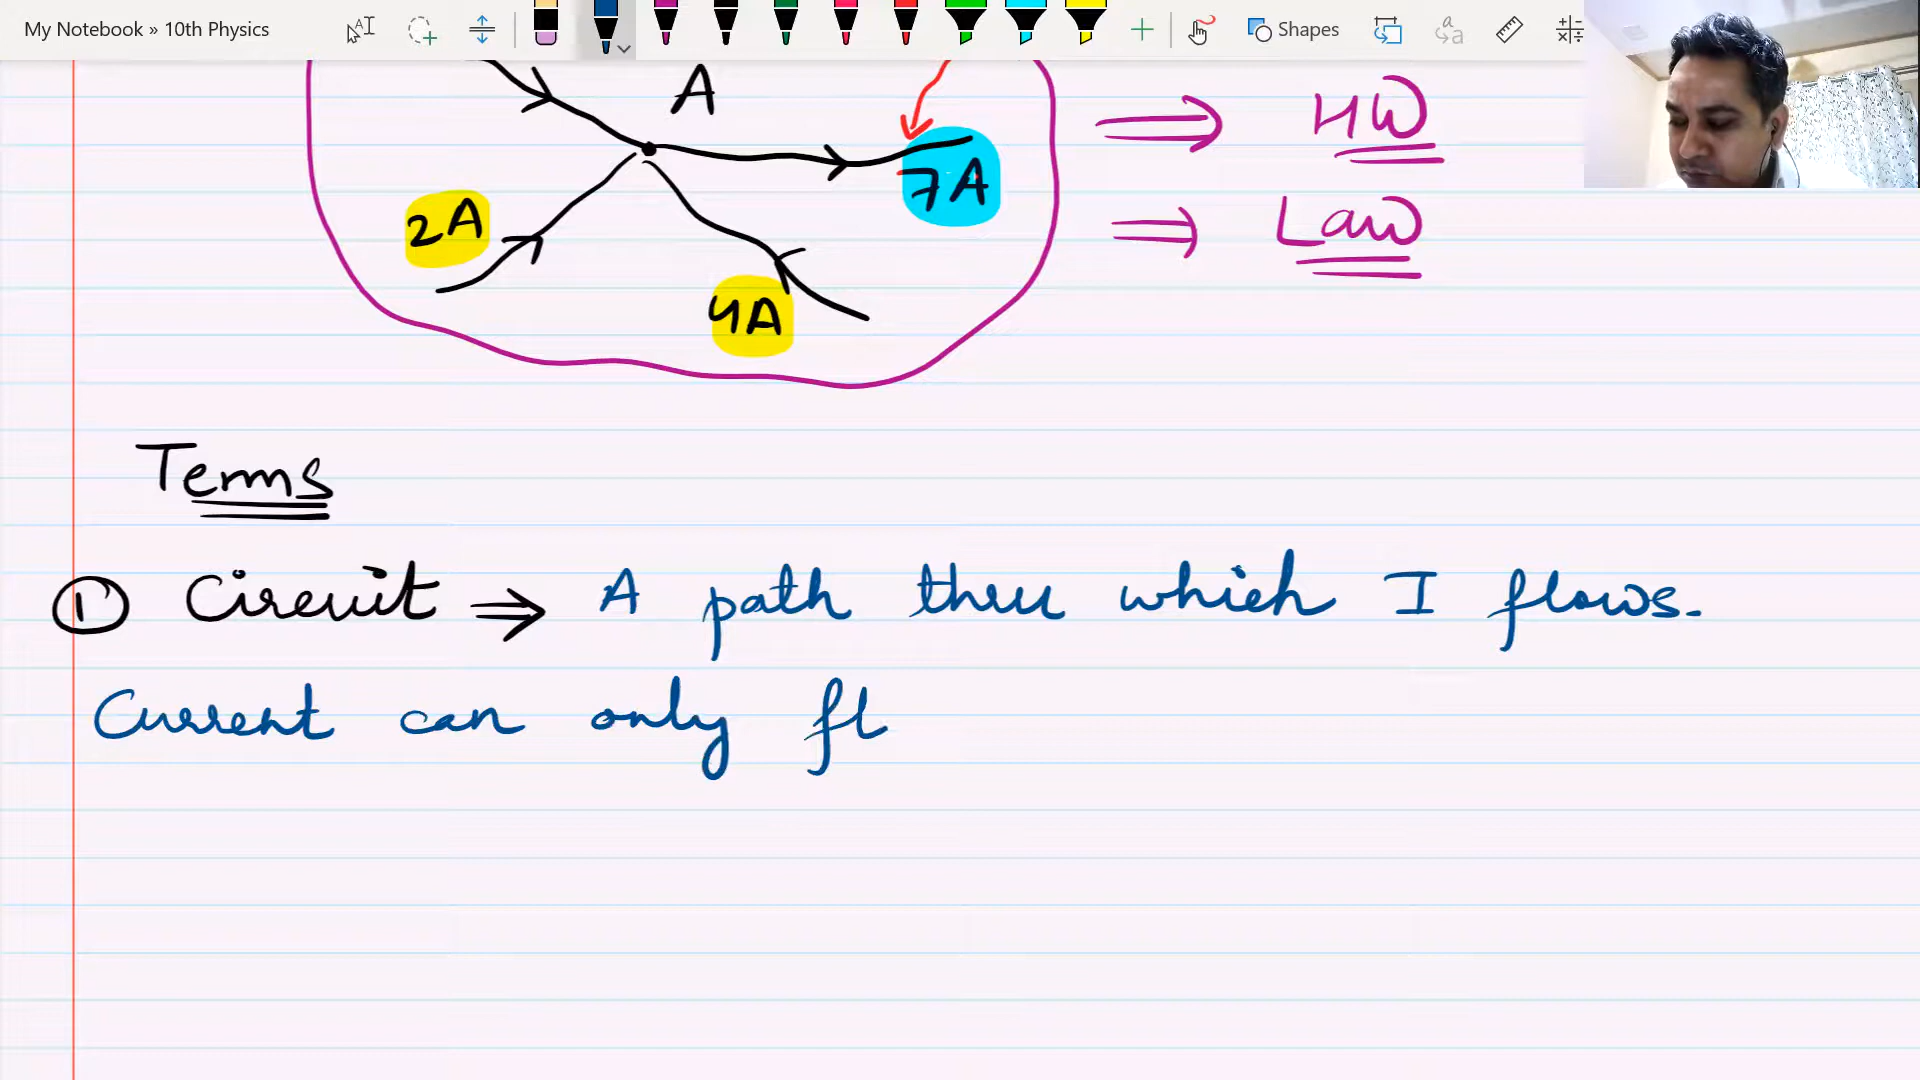 My Notebook » 10th Physics
Shapes
A
7A
2A
4A
⇒ HW
⇒ Law
Terms
① Circuit ⇒ A path thru which I flows.
Current can only fl